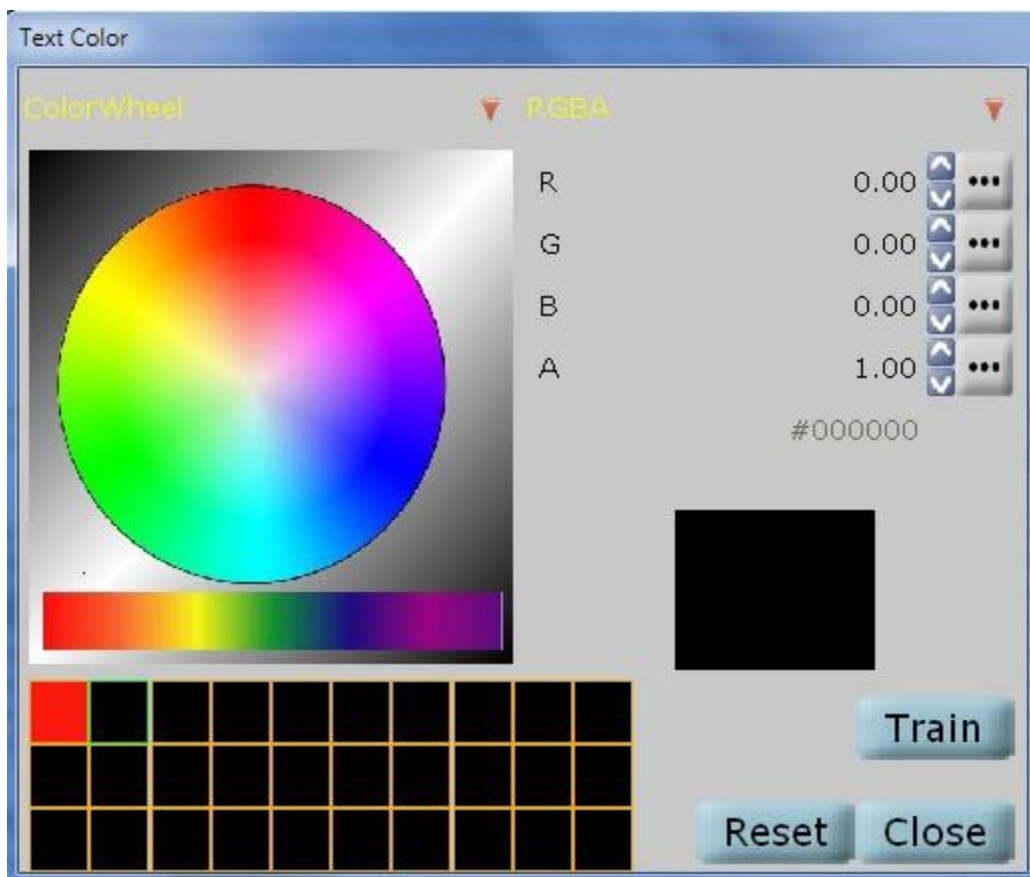 Text Color
ColorWheel RGBA
R 0.00 •••
G 0.00 •••
B 0.00 •••
A 1.00 •••
#000000
Train
Reset Close